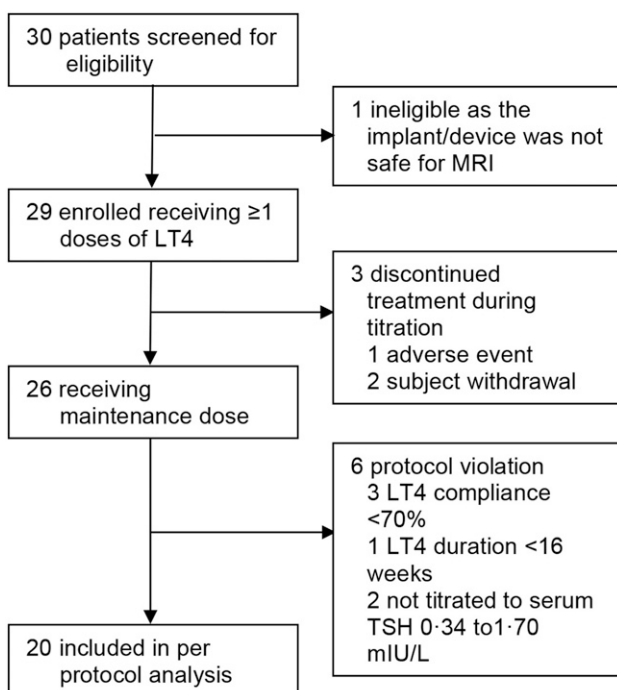 30 patients screened for
eligibility
1 ineligible as the
implant/device was not
safe for MRI
29 enrolled receiving ≥1
doses of LT4
3 discontinued
treatment during
titration
1 adverse event
2 subject withdrawal
26 receiving
maintenance dose
6 protocol violation
3 LT4 compliance
<70%
1 LT4 duration <16
weeks
2 not titrated to serum
TSH 0·34 to1·70
mIU/L
20 included in per
protocol analysis